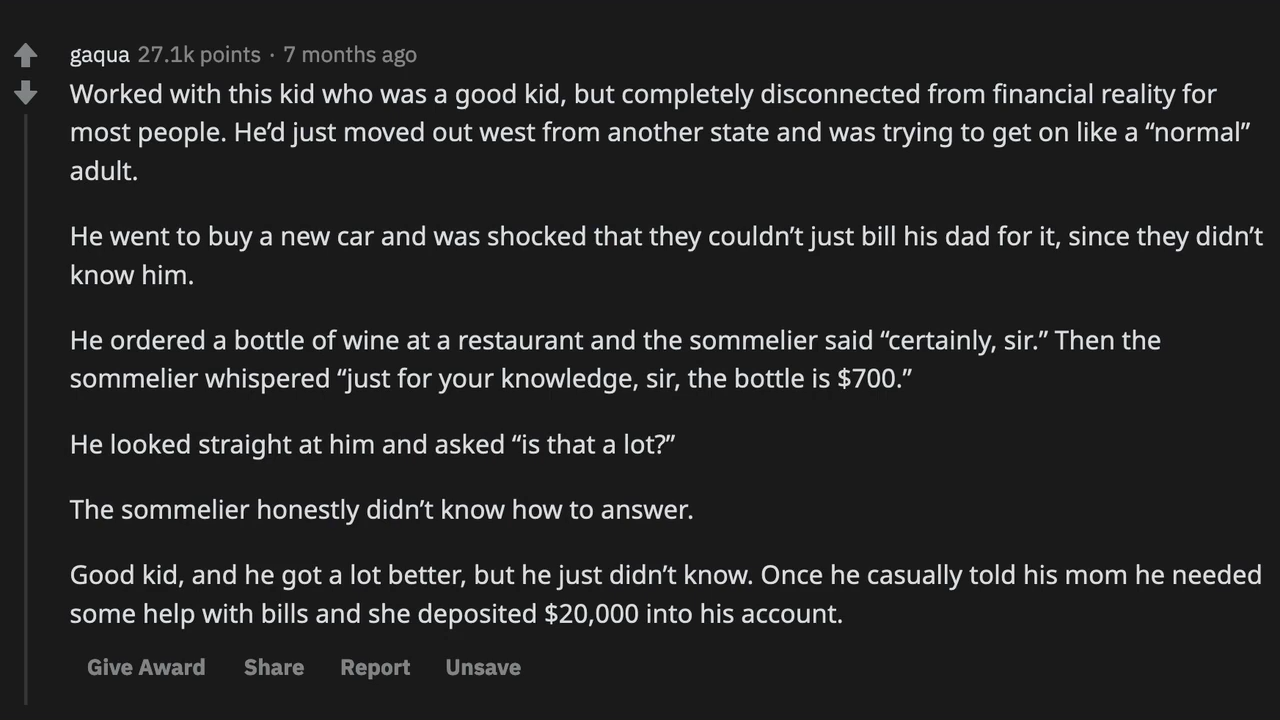 gaqua 27.1k points · 7 months ago
Worked with this kid who was a good kid, but completely disconnected from financial reality for
most people. He’d just moved out west from another state and was trying to get on like a “normal”
adult.
He went to buy a new car and was shocked that they couldn’t just bill his dad for it, since they didn’t
know him.
He ordered a bottle of wine at a restaurant and the sommelier said “certainly, sir.” Then the
sommelier whispered “just for your knowledge, sir, the bottle is $700.”
He looked straight at him and asked “is that a lot?”
The sommelier honestly didn’t know how to answer.
Good kid, and he got a lot better, but he just didn’t know. Once he casually told his mom he needed
some help with bills and she deposited $20,000 into his account.
Give Award Share Report Unsave